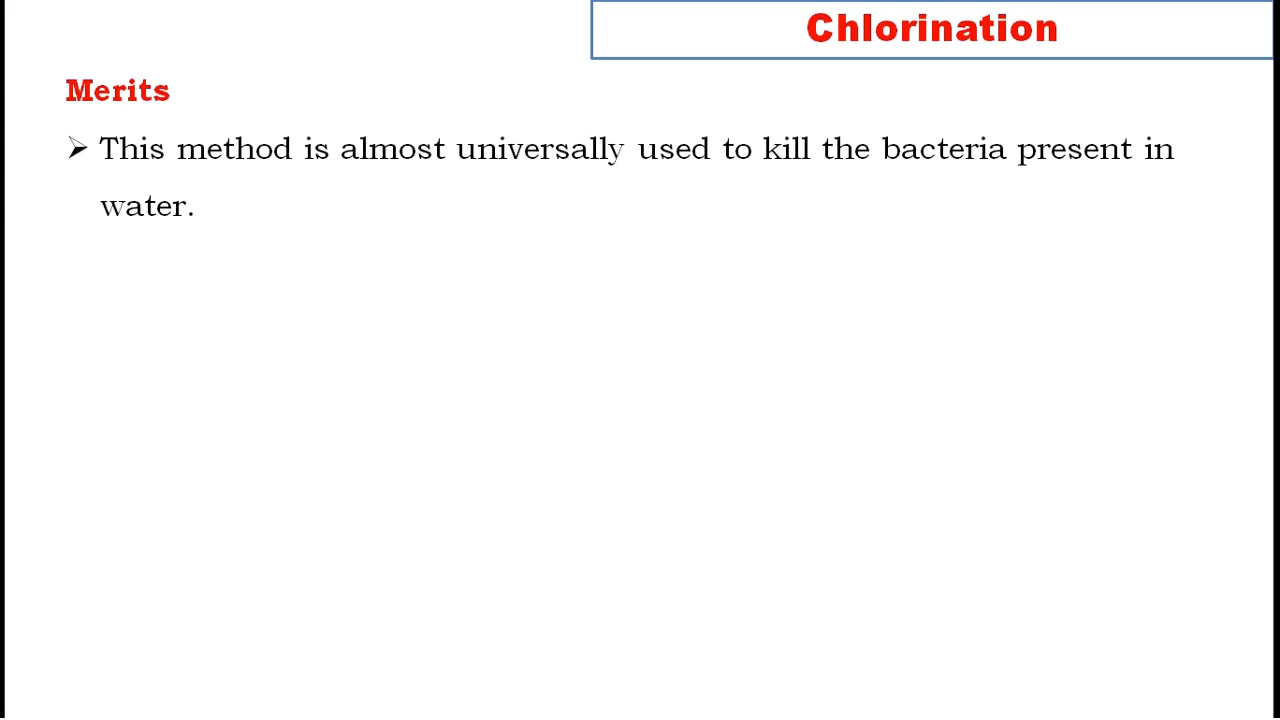 Chlorination
Merits
➢ This method is almost universally used to kill the bacteria present in
water.